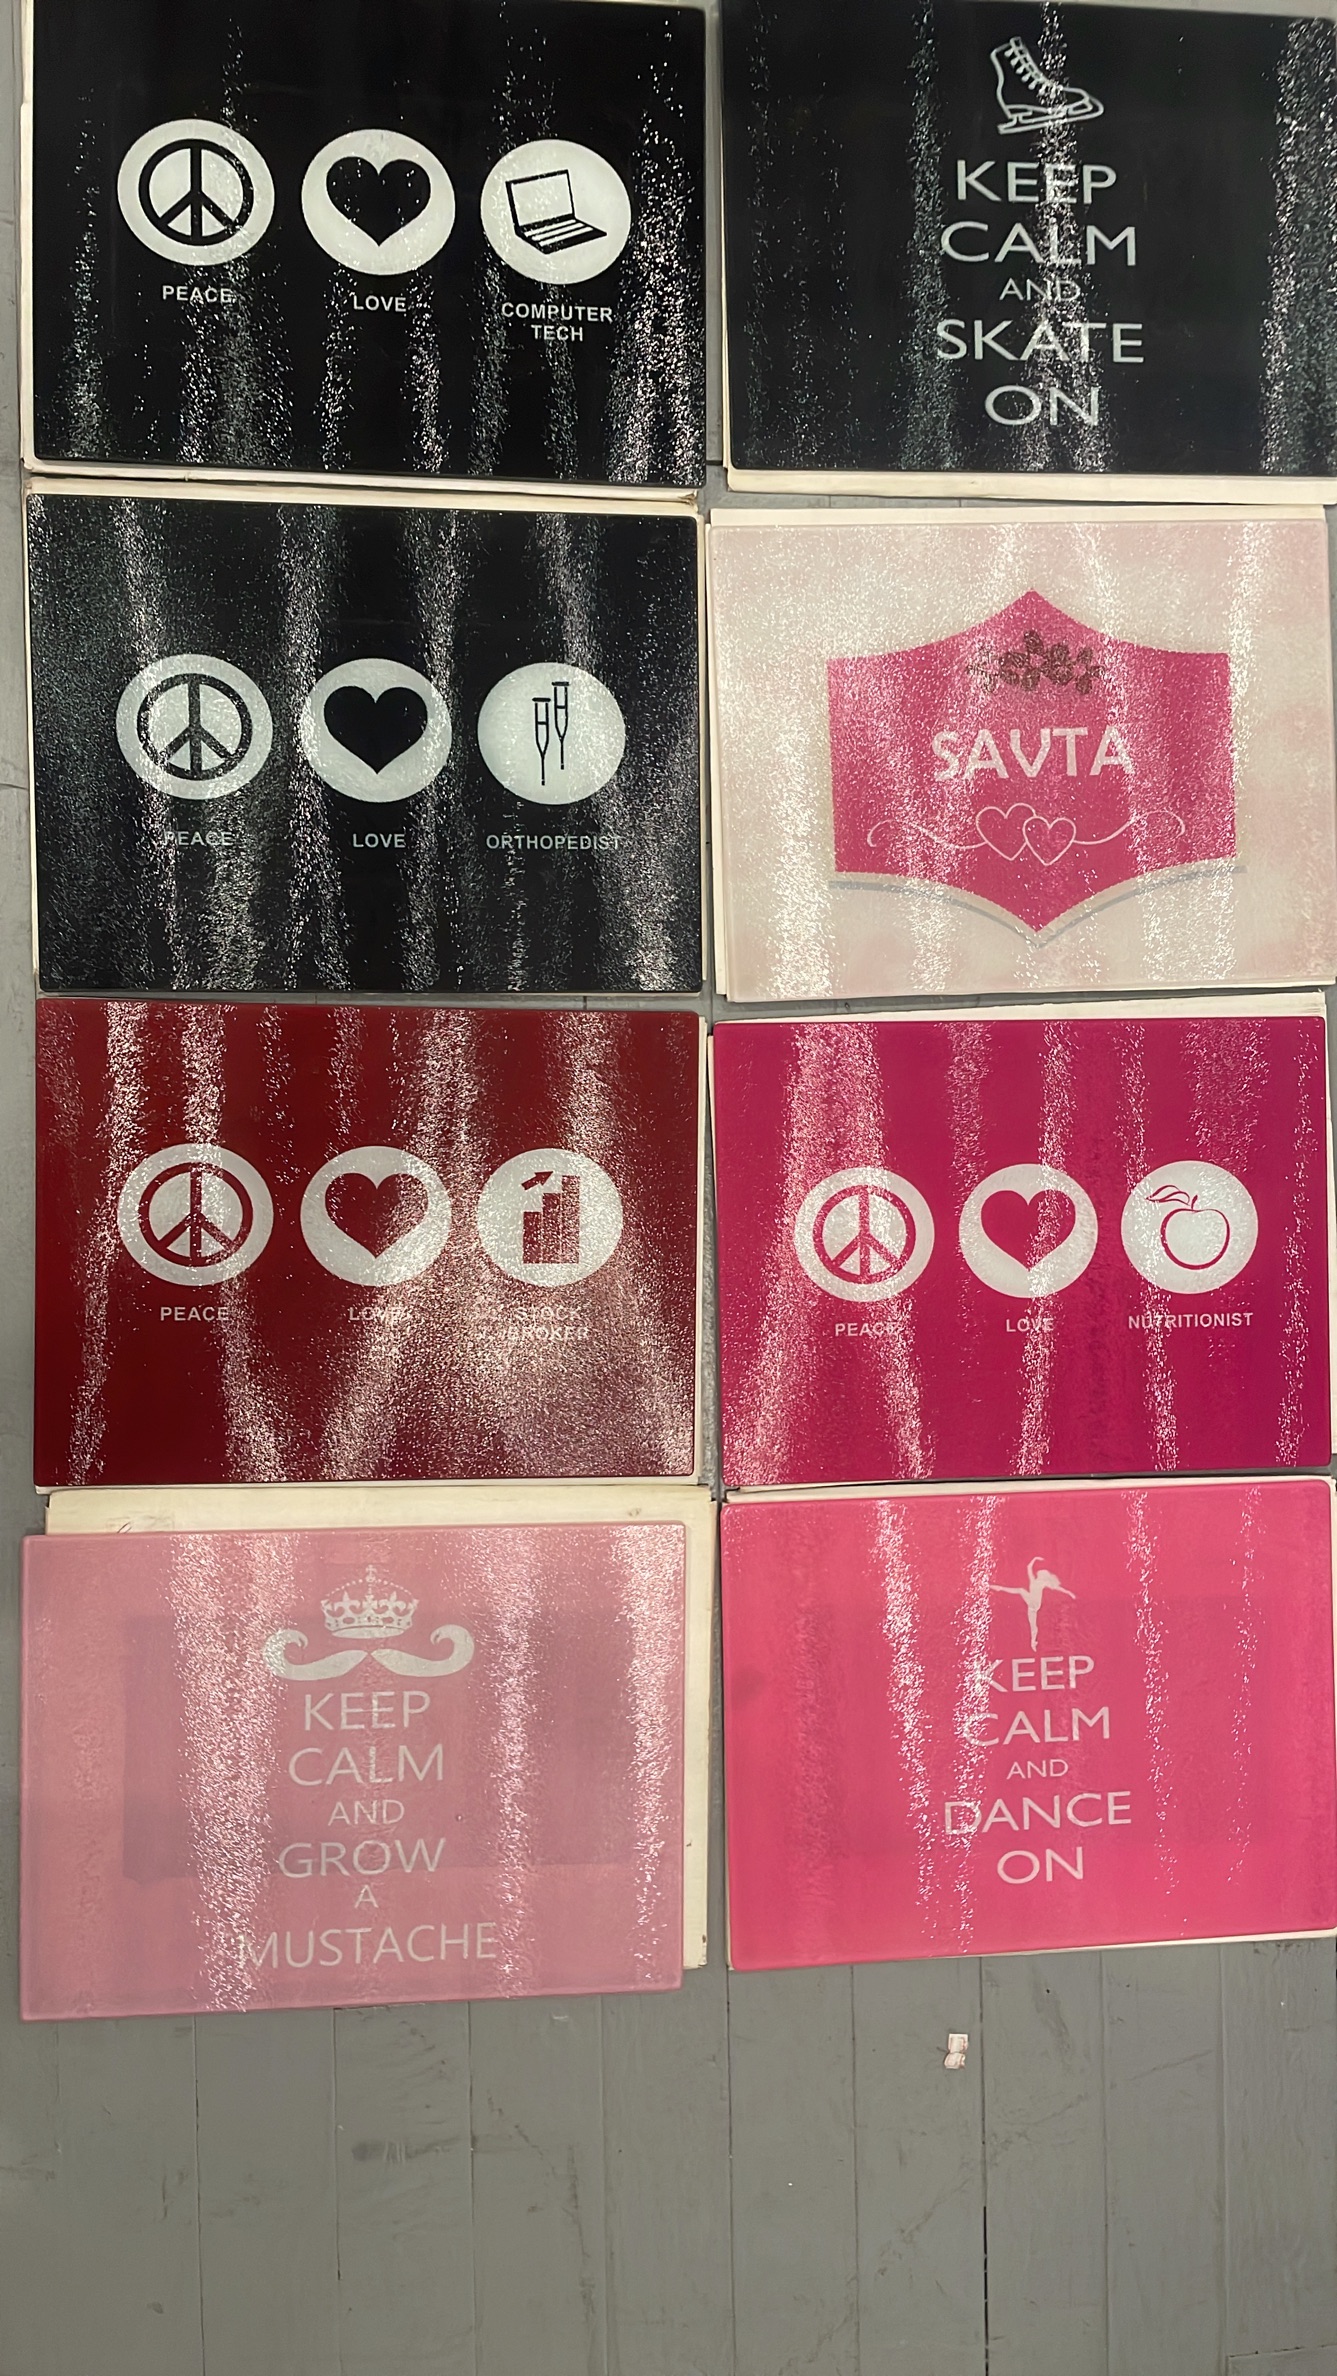 PEACE
LOVE
COMPUTER
TECH
KEEP
CALM
AND
SKATE
ON
PEACE
LOVE
ORTHOPEDIST
SAVTA
PEACE
LOVE
STOCK
BROKER
PEACE
LOVE
NUTRITIONIST
KEEP
CALM
AND
GROW
A
MUSTACHE
KEEP
CALM
AND
DANCE
ON